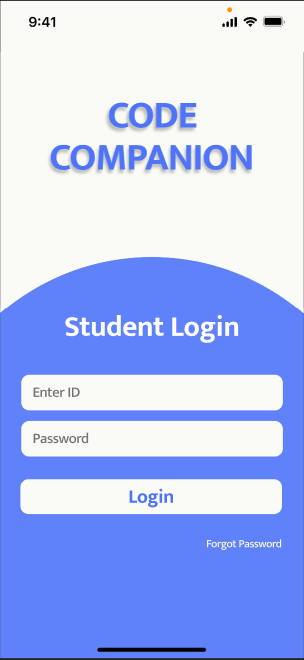 9:41
CODE
COMPANION
Student Login
Enter ID
Password
Login
Forgot Password